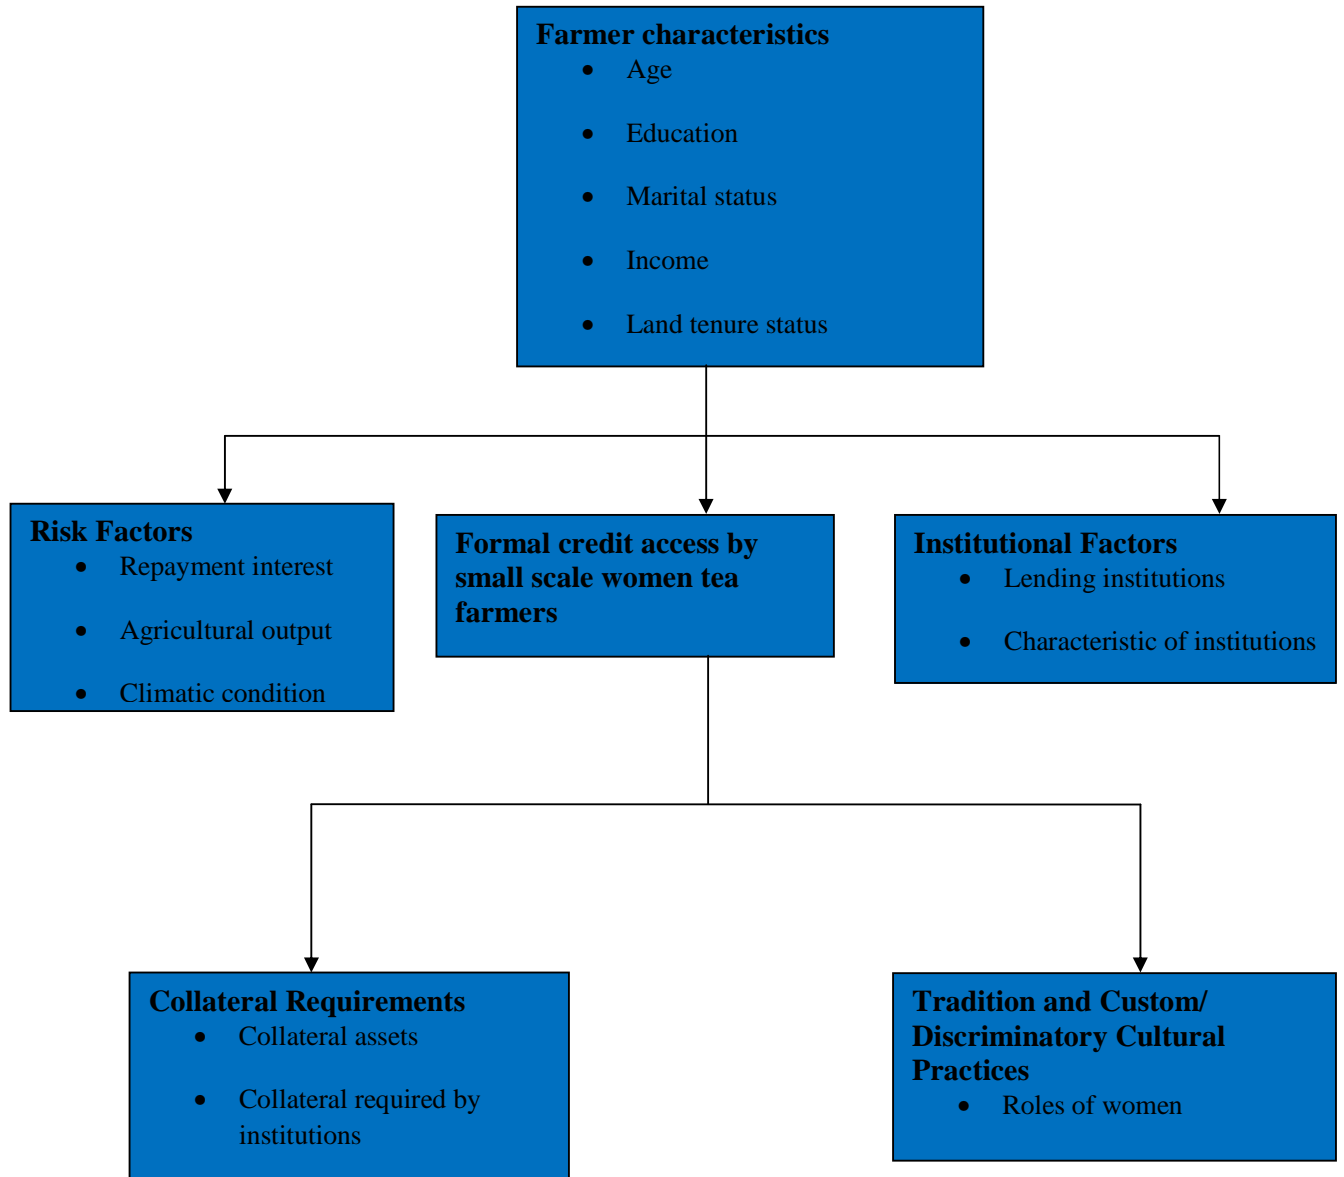 Farmer characteristics
• Age
• Education
• Marital status
• Income
• Land tenure status
Risk Factors
• Repayment interest
• Agricultural output
• Climatic condition
Formal credit access by
small scale women tea
farmers
Institutional Factors
• Lending institutions
• Characteristic of institutions
Collateral Requirements
• Collateral assets
• Collateral required by
institutions
Tradition and Custom/
Discriminatory Cultural
Practices
• Roles of women